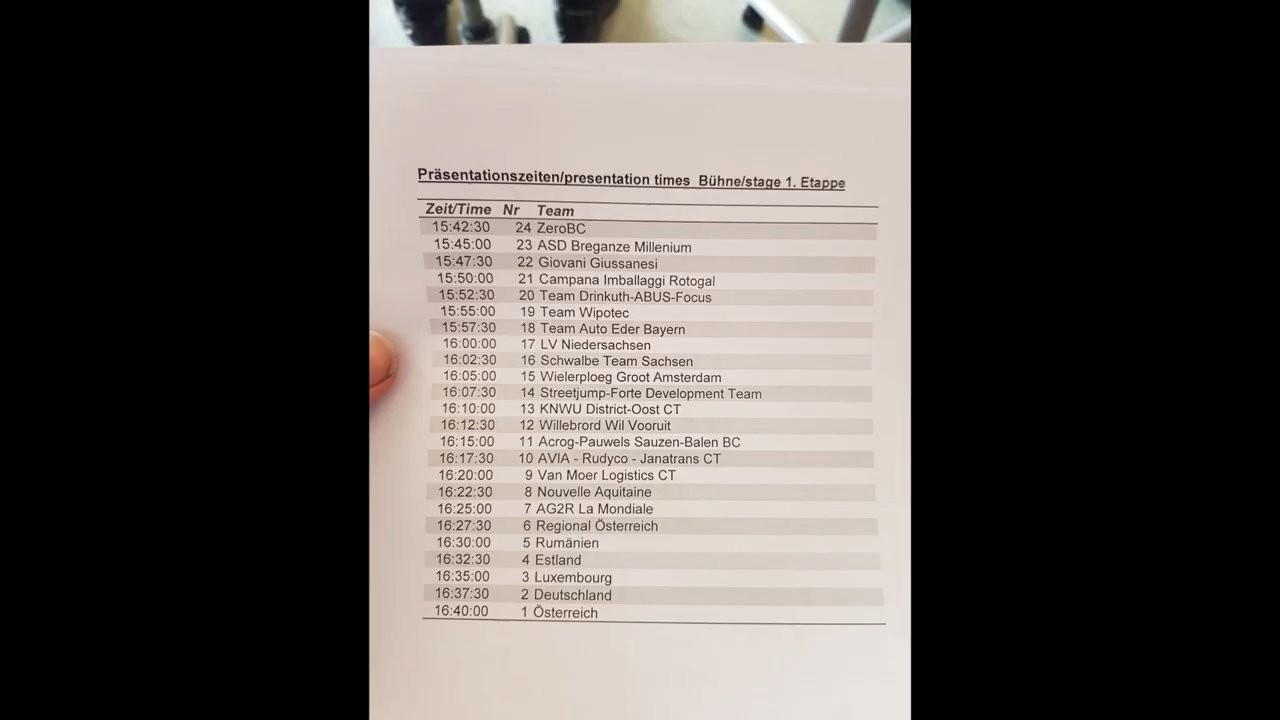 Präsentationszeiten/presentation times Bühne/stage 1. Etappe
Zeit/Time Nr Team
15:42:30 24 ZeroBC
15:45:00 23 ASD Breganze Millenium
15:47:30 22 Giovani Giussanesi
15:50:00 21 Campana Imballaggi Rotogal
15:52:30 20 Team Drinkuth-ABUS-Focus
15:55:00 19 Team Wipotec
15:57:30 18 Team Auto Eder Bayern
16:00:00 17 LV Niedersachsen
16:02:30 16 Schwalbe Team Sachsen
16:05:00 15 Wielerploeg Groot Amsterdam
16:07:30 14 Streetjump-Forte Development Team
16:10:00 13 KNWU District-Oost CT
16:12:30 12 Willebrord Wil Vooruit
16:15:00 11 Acrog-Pauwels Sauzen-Balen BC
16:17:30 10 AVIA - Rudyco - Janatrans CT
16:20:00 9 Van Moer Logistics CT
16:22:30 8 Nouvelle Aquitaine
16:25:00 7 AG2R La Mondiale
16:27:30 6 Regional Österreich
16:30:00 5 Rumänien
16:32:30 4 Estland
16:35:00 3 Luxembourg
16:37:30 2 Deutschland
16:40:00 1 Österreich